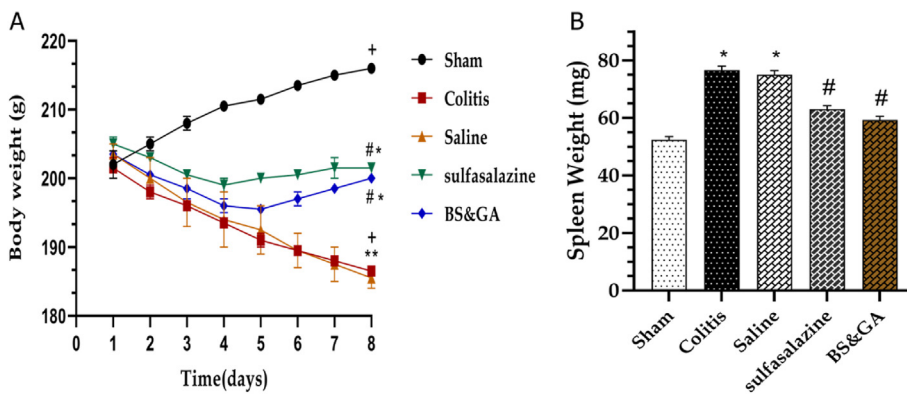 A
Body weight (g)
220
210
200
190
180
0 1 2 3 4 5 6 7 8
Time(days)
+
#*
#*
+
**
Sham
Colitis
Saline
sulfasalazine
BS&GA
B
Spleen Weight (mg)
80
60
40
20
0
* * # #
Sham
Colitis
Saline
sulfasalazine
BS&GA